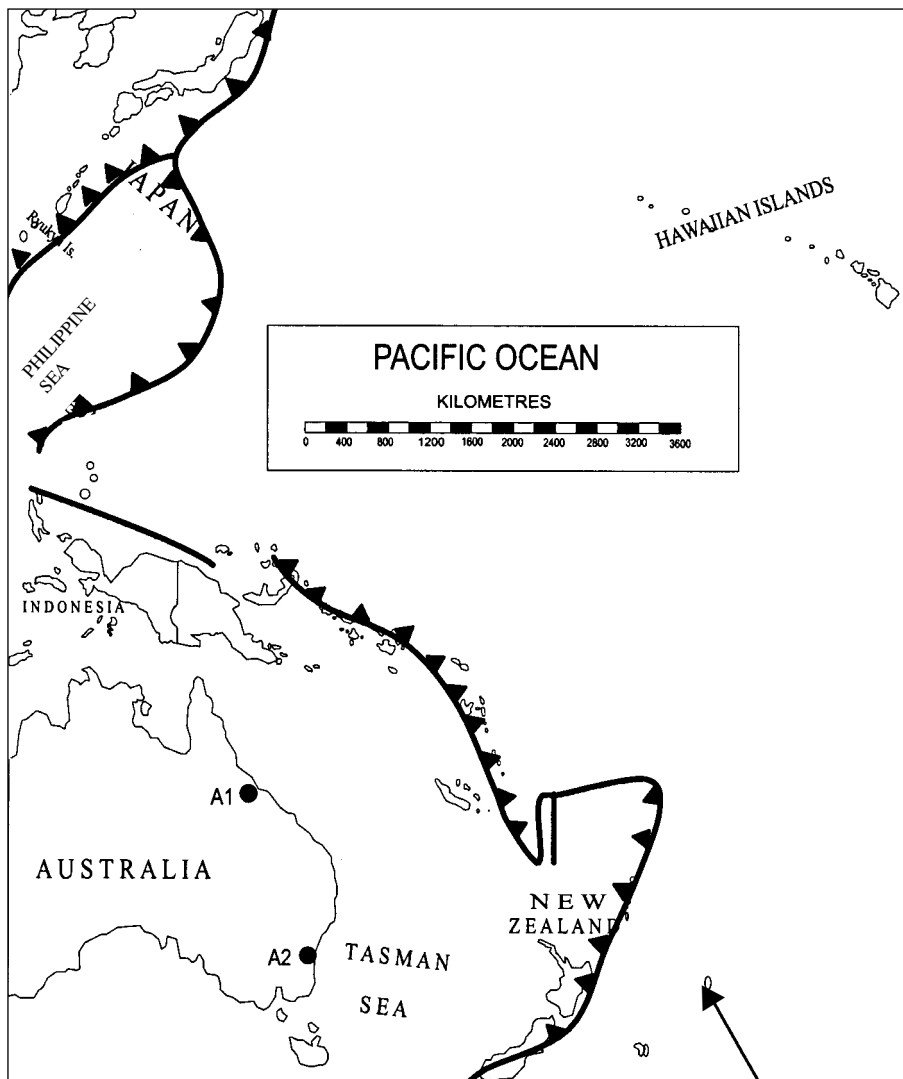 JAPAN
Ryukyu Is.
HAWAIIAN ISLANDS
PHILIPPINE
SEA
PACIFIC OCEAN
KILOMETRES
0 400 800 1200 1600 2000 2400 2800 3200 3600
INDONESIA
A1
AUSTRALIA
NEW
ZEALAND
A2
TASMAN
SEA